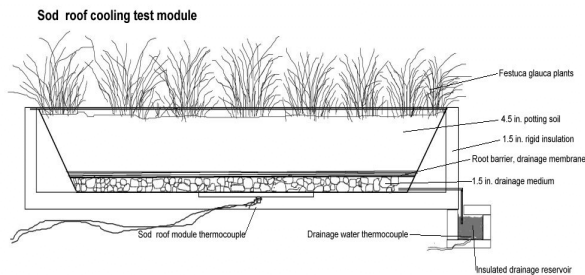 Sod roof cooling test module
Festuca glauca plants
4.5 in. potting soil
1.5 in. rigid insulation
Root barrier, drainage membrane
1.5 in. drainage medium
Sod roof module thermocouple
Drainage water thermocouple
Insulated drainage reservoir